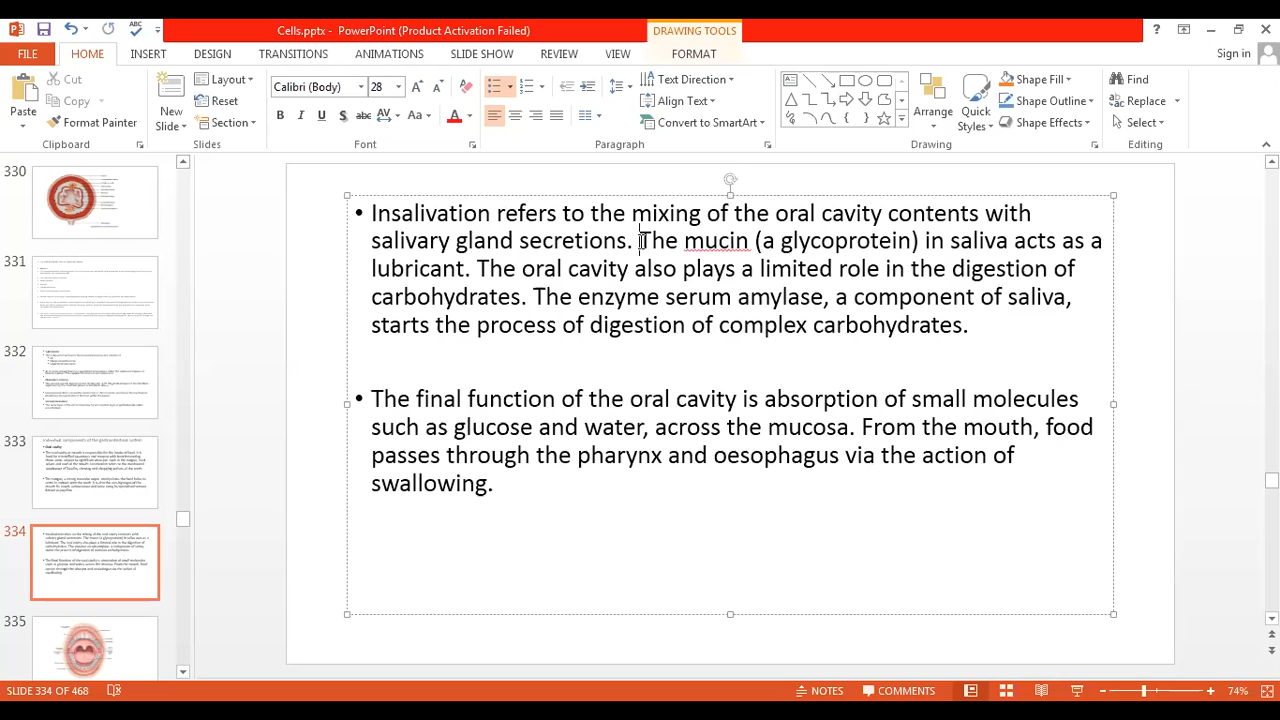 Cells.pptx - PowerPoint (Product Activation Failed)
DRAWING TOOLS
FILE HOME INSERT DESIGN TRANSITIONS ANIMATIONS SLIDE SHOW REVIEW VIEW FORMAT Sign in
Paste Cut Copy Format Painter
Clipboard
New Slide Layout Reset Section
Slides
Calibri (Body) 28
Font
Text Direction Align Text Convert to SmartArt
Paragraph
Arrange Quick Styles Shape Fill Shape Outline Shape Effects
Drawing
Find Replace Select
Editing
330
331
332
333
334
335
• Insalivation refers to the mixing of the oral cavity contents with
salivary gland secretions. The mucin (a glycoprotein) in saliva acts as a
lubricant. The oral cavity also plays a limited role in the digestion of
carbohydrates. The enzyme serum amylase, a component of saliva,
starts the process of digestion of complex carbohydrates.
• The final function of the oral cavity is absorption of small molecules
such as glucose and water, across the mucosa. From the mouth, food
passes through the pharynx and oesophagus via the action of
swallowing.
SLIDE 334 OF 468 NOTES COMMENTS 74%